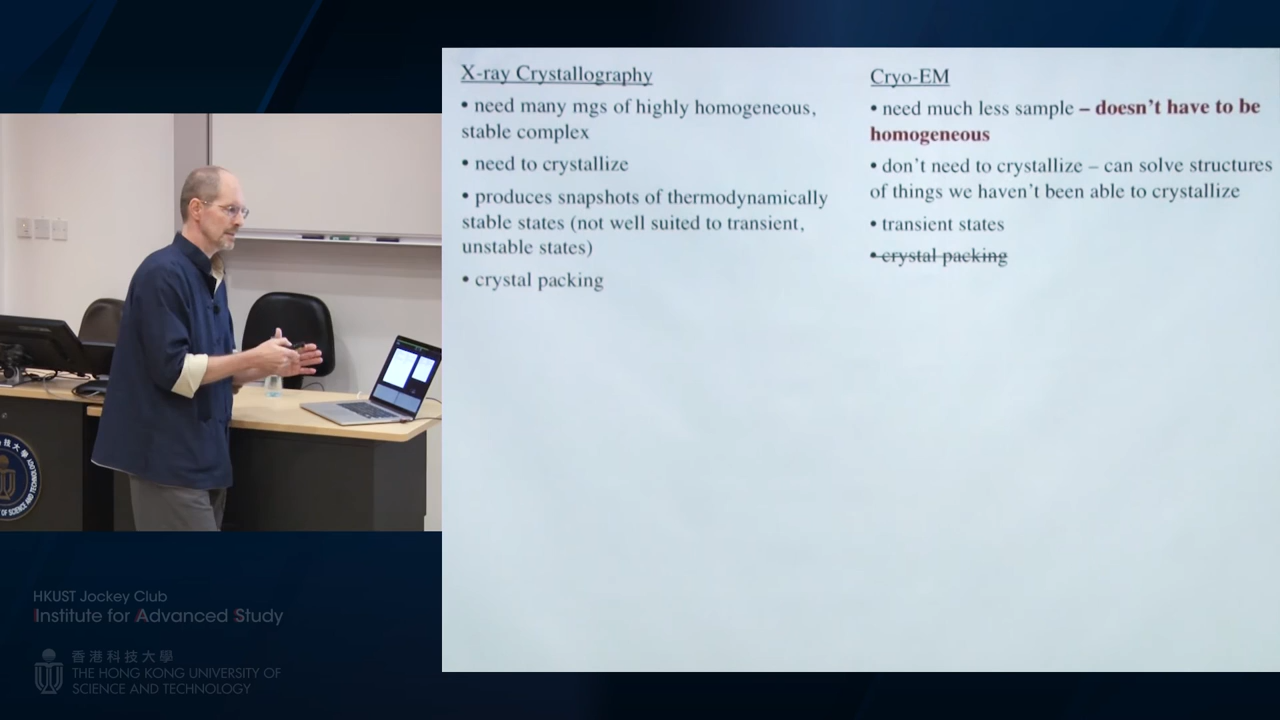 X-ray Crystallography
• need many mgs of highly homogeneous,
stable complex
• need to crystallize
• produces snapshots of thermodynamically
stable states (not well suited to transient,
unstable states)
• crystal packing
Cryo-EM
• need much less sample – doesn't have to be
homogeneous
• don't need to crystallize – can solve structures
of things we haven't been able to crystallize
• transient states
• crystal packing
HKUST Jockey Club
Institute for Advanced Study
香港科技大學
THE HONG KONG UNIVERSITY OF
SCIENCE AND TECHNOLOGY